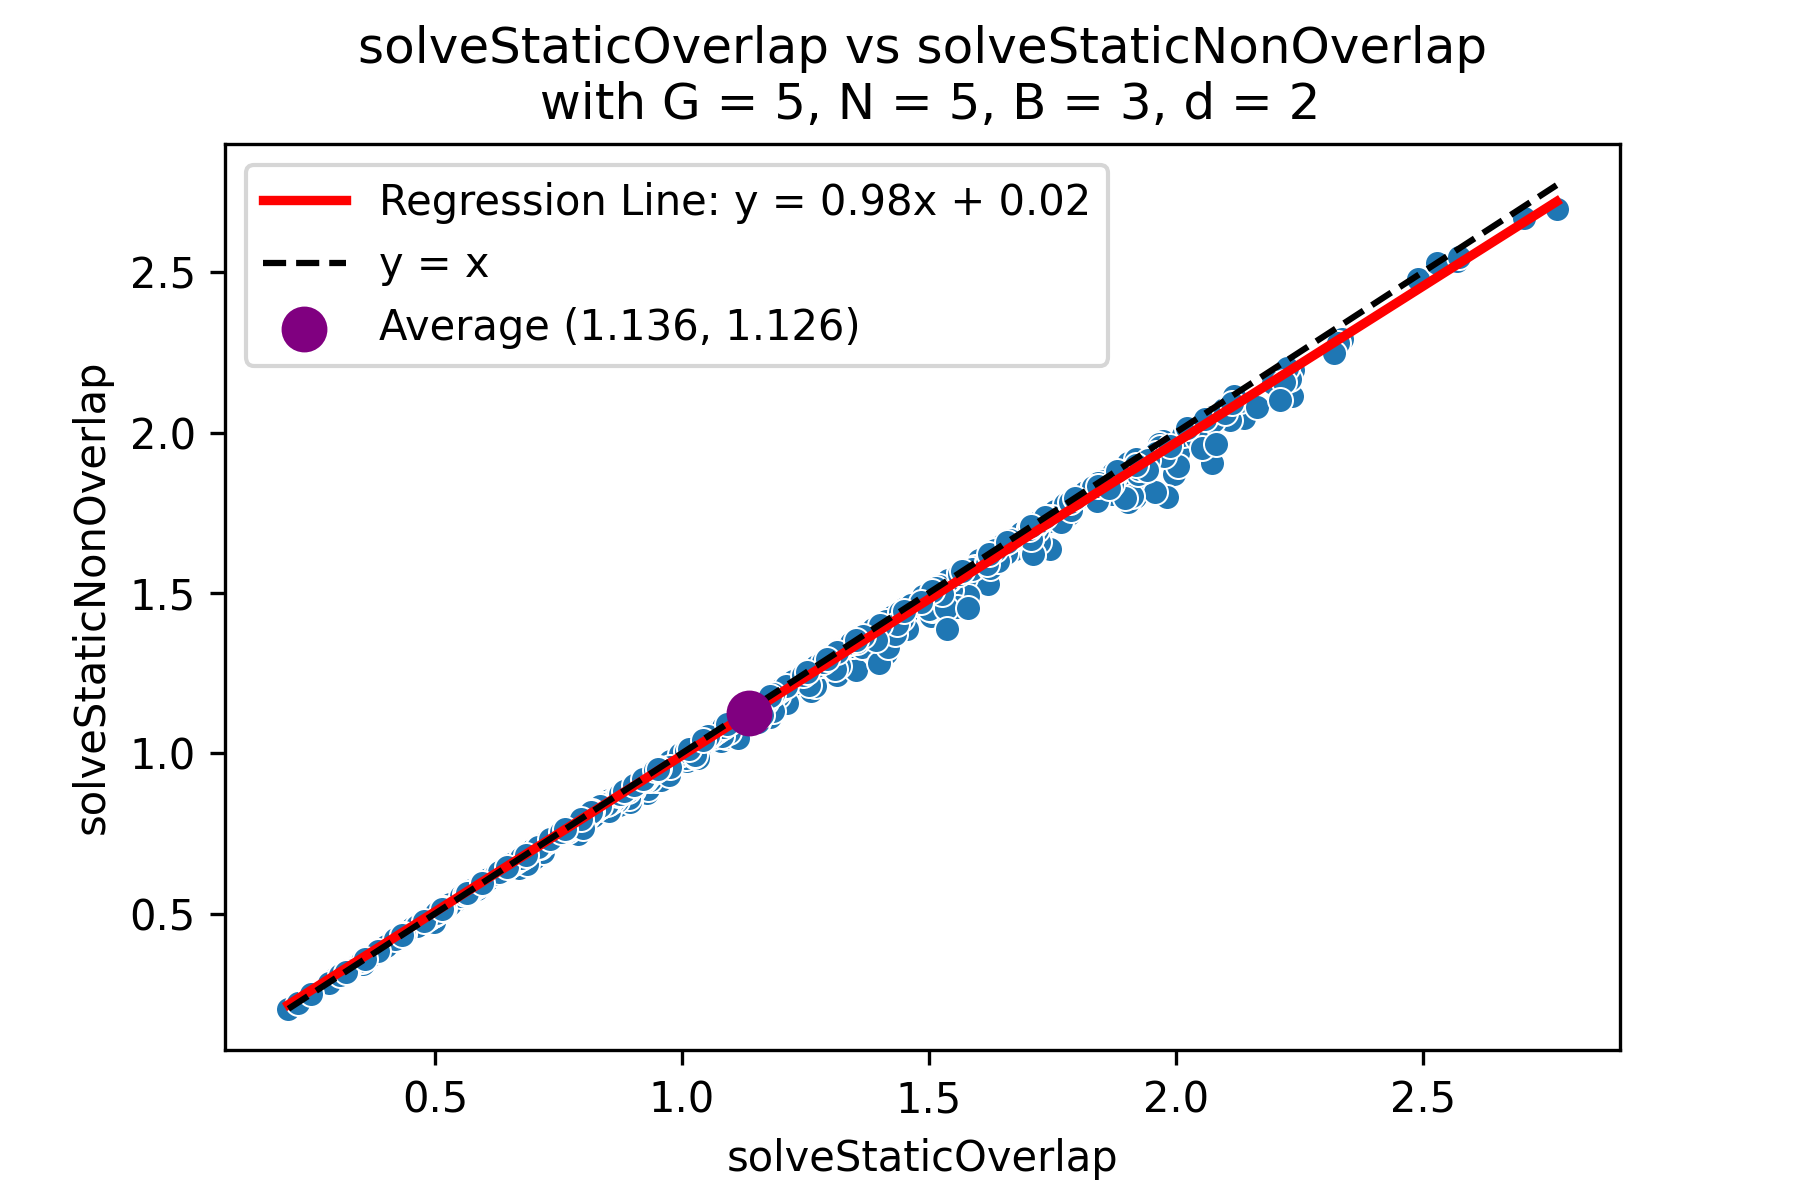 solveStaticOverlap vs solveStaticNonOverlap
with G = 5, N = 5, B = 3, d = 2
Regression Line: y = 0.98x + 0.02
y = x
Average (1.136, 1.126)
solveStaticNonOverlap
2.5
2.0
1.5
1.0
0.5
0.5 1.0 1.5 2.0 2.5
solveStaticOverlap